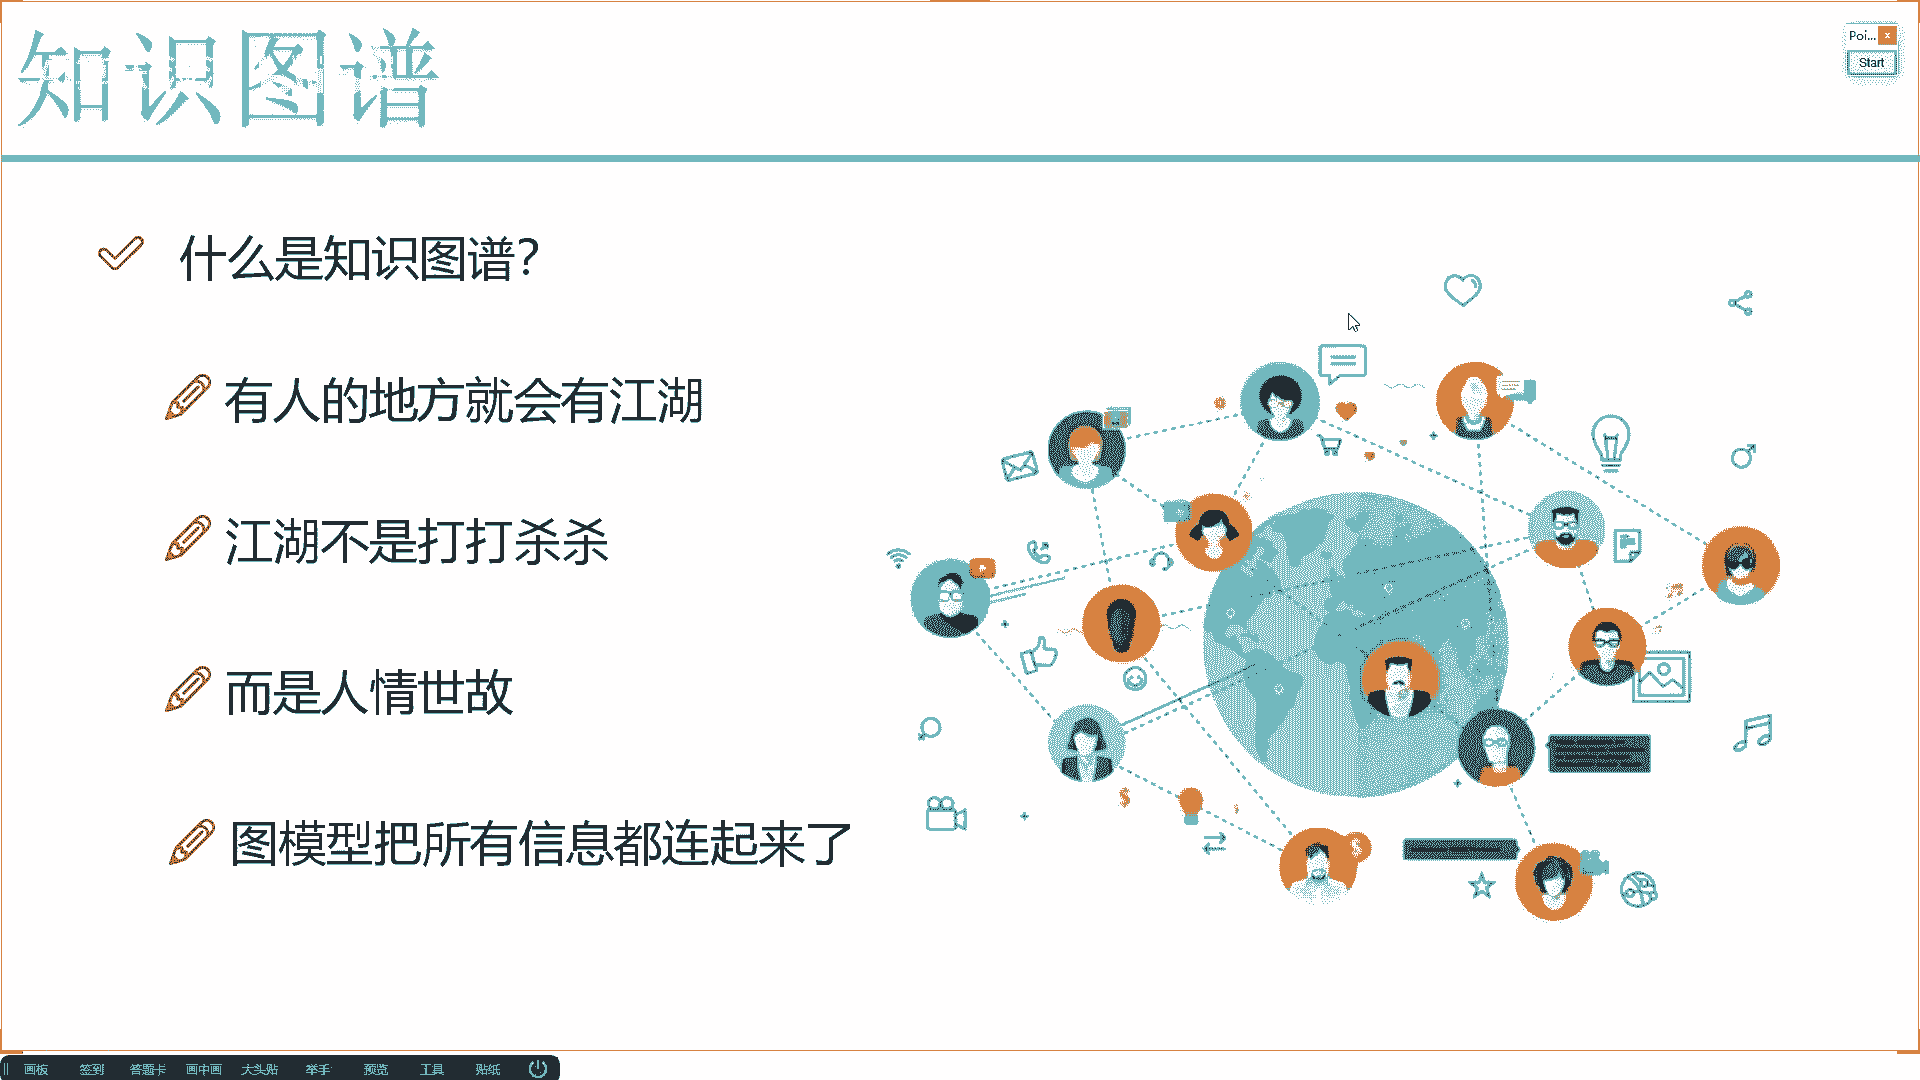 知识图谱
Poi... x
Start
什么是知识图谱?
有人的地方就会有江湖
江湖不是打打杀杀
而是人情世故
图模型把所有信息都连起来了
画板 签到 答题卡 画中画 大头贴 举手 预览 工具 贴纸